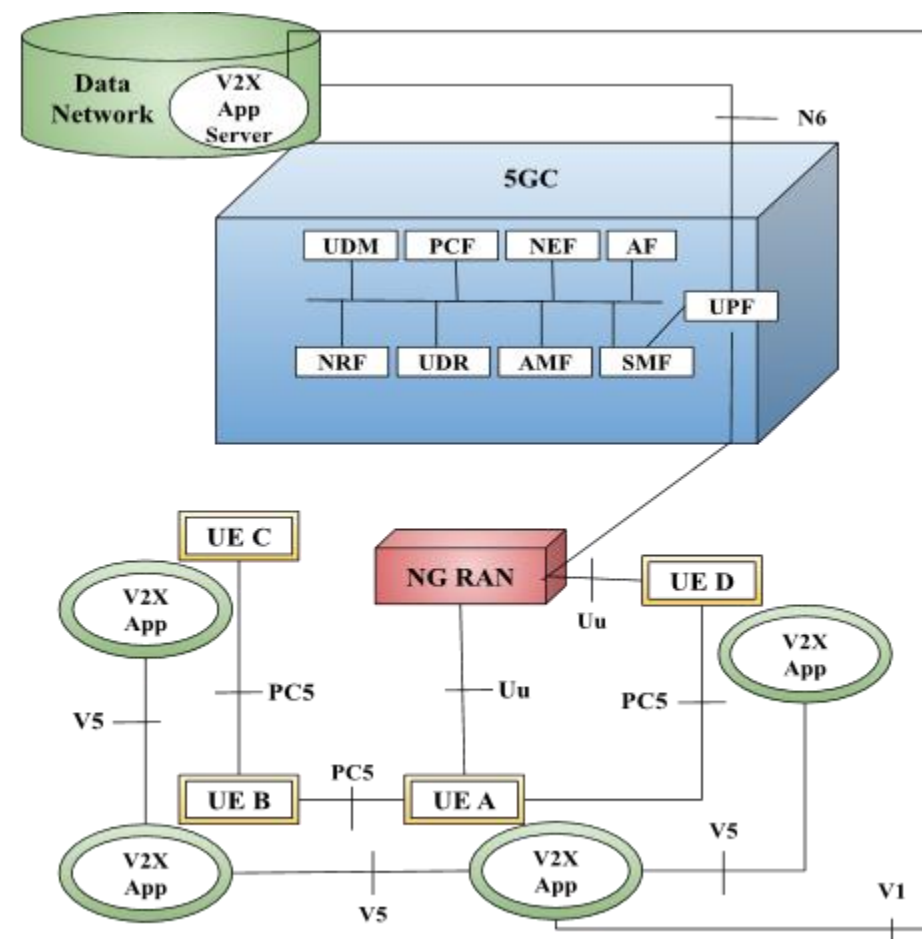 Data
Network
V2X
App
Server
N6
5GC
UDM
PCF
NEF
AF
UPF
NRF
UDR
AMF
SMF
UE C
NG RAN
UE D
V2X
App
Uu
V2X
App
PC5
Uu
PC5
V5
PC5
UE B
UE A
V5
V2X
App
V2X
App
V5
V1